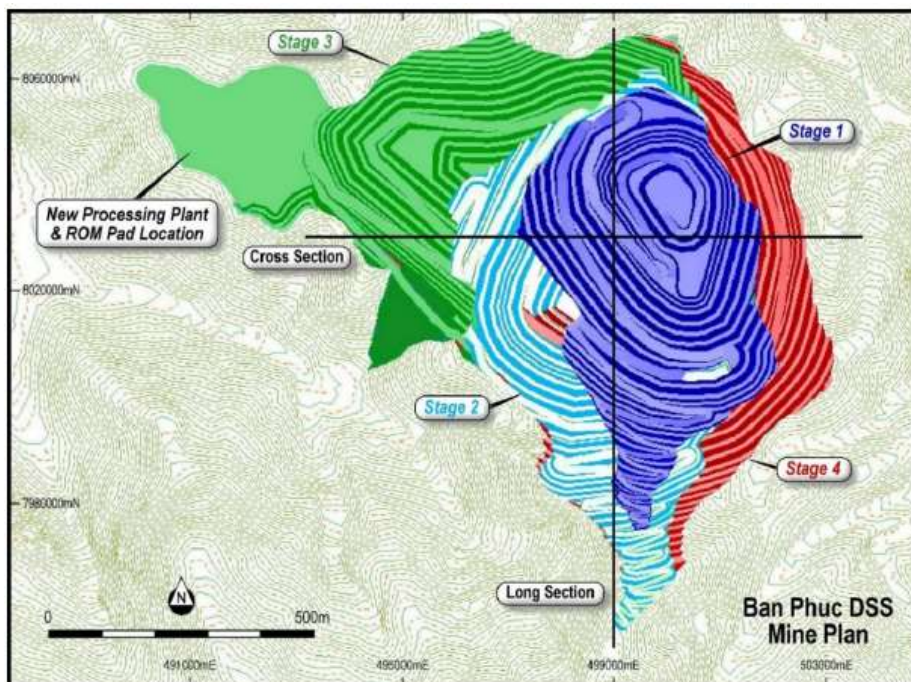 Stage 3
8060000mN
Stage 1
New Processing Plant
& ROM Pad Location
Cross Section
8020000mN
Stage 2
Stage 4
7980000mN
N
0
500m
Long Section
Ban Phuc DSS
Mine Plan
491000mE
495000mE
499000mE
503000mE